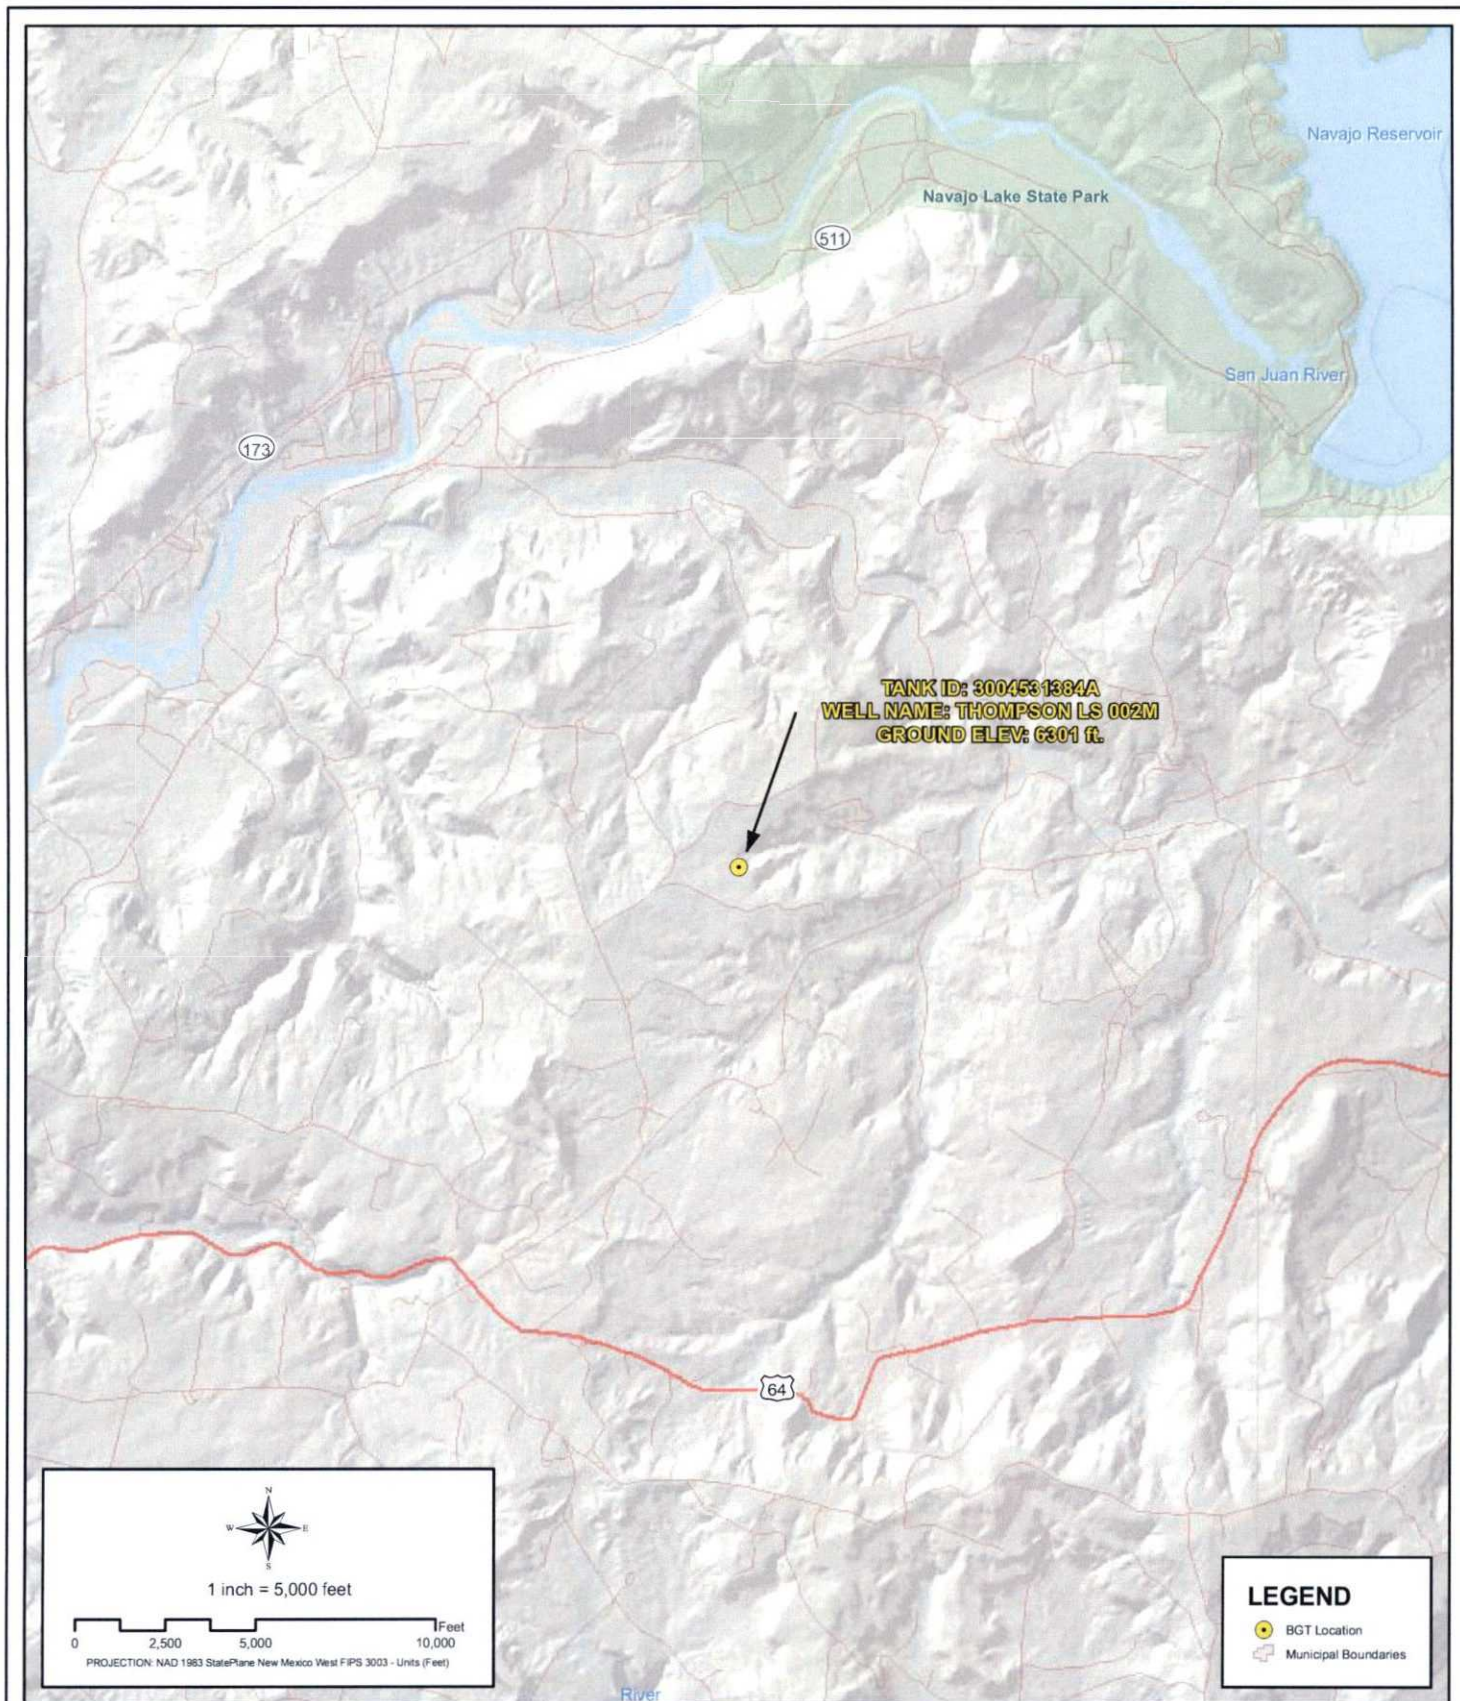 Navajo Reservoir
Navajo Lake State Park
511
San Juan River
173
TANK ID: 3004531384A
WELL NAME: THOMPSON LS 002M
GROUND ELEV: 6301 ft.
64
N
W E
S
1 inch = 5,000 feet
Feet
0 2,500 5,000 10,000
PROJECTION: NAD 1983 StatePlane New Mexico West FIPS 3003 - Units (Feet)
LEGEND
BGT Location
Municipal Boundaries
River